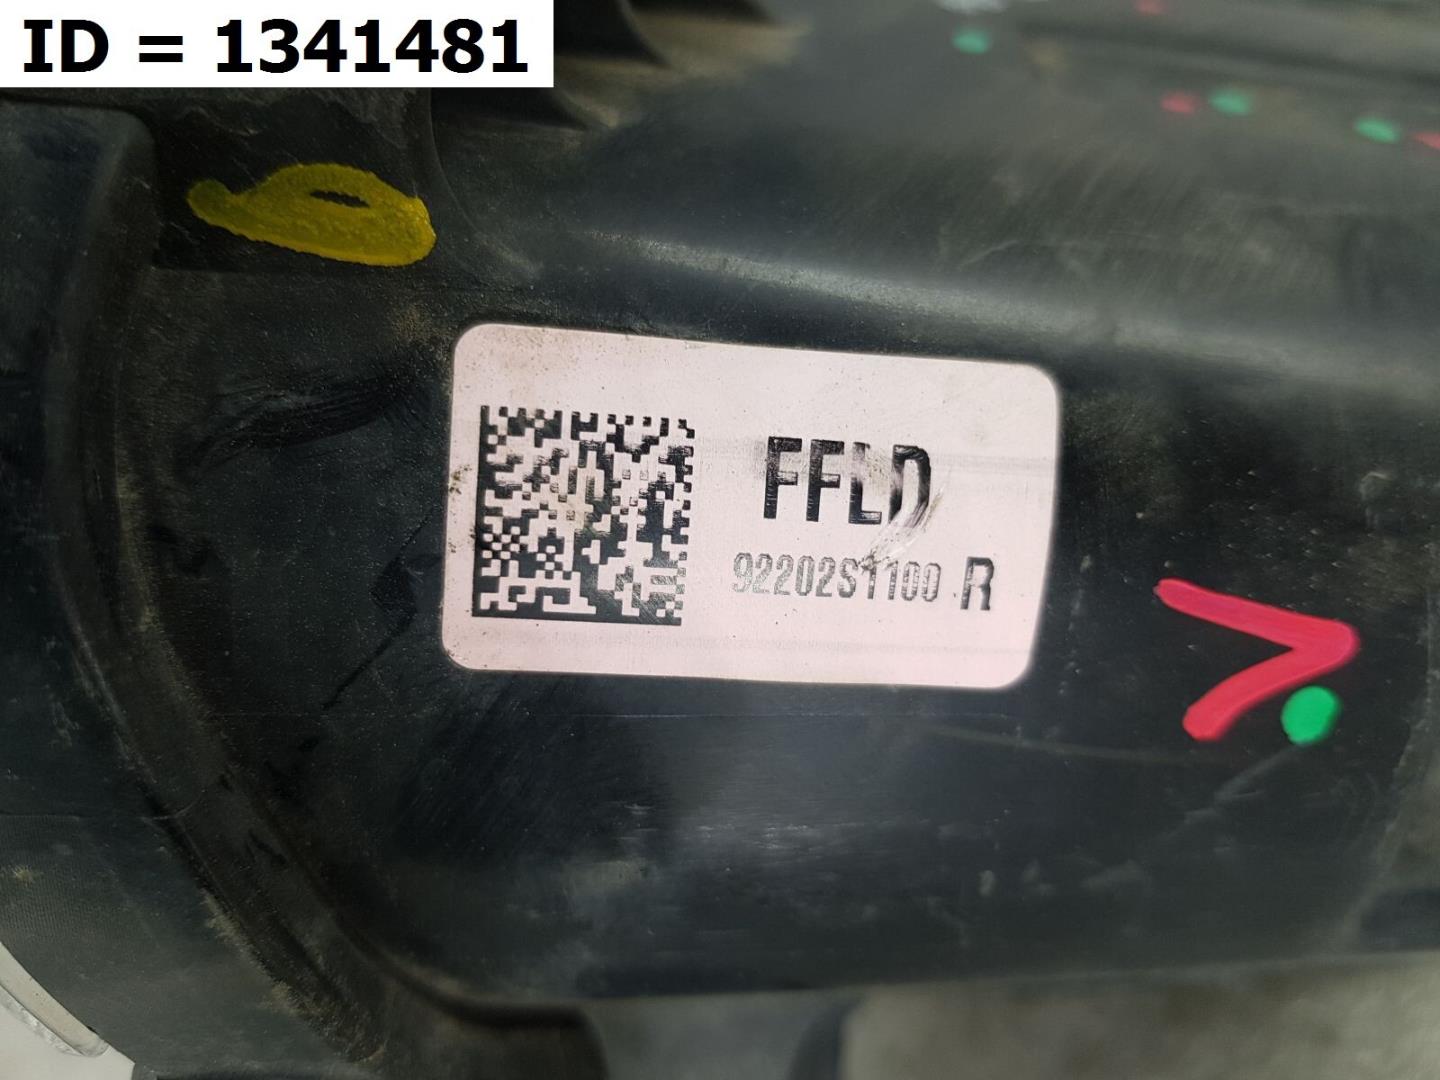 ID = 1341481
FFLD
92202S1100 R